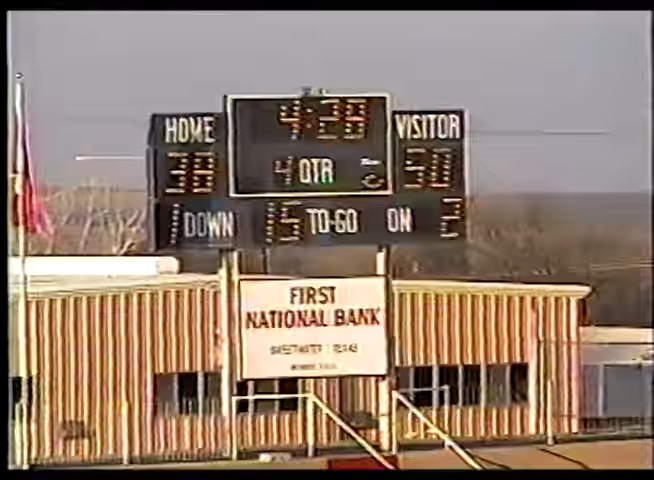 4:28
HOME
VISITOR
38
4 QTR
30
1 DOWN 15 TO-GO ON 2
FIRST
NATIONAL BANK
SWEETWATER TEXAS